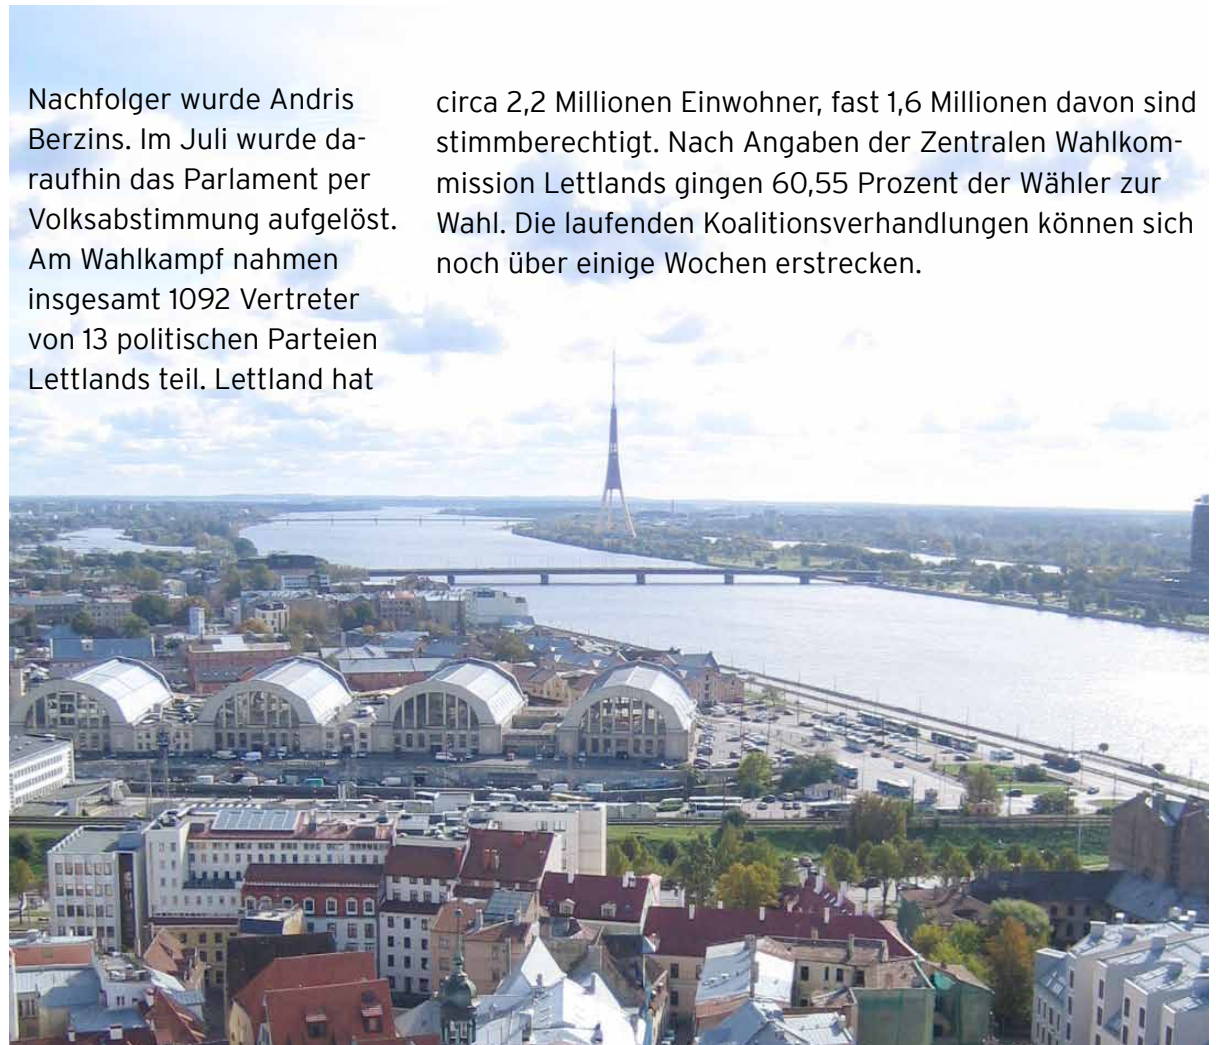 Nachfolger wurde Andris
Berzins. Im Juli wurde da-
raufhin das Parlament per
Volksabstimmung aufgelöst.
Am Wahlkampf nahmen
insgesamt 1092 Vertreter
von 13 politischen Parteien
Lettlands teil. Lettland hat
circa 2,2 Millionen Einwohner, fast 1,6 Millionen davon sind
stimmberechtigt. Nach Angaben der Zentralen Wahlkom-
mission Lettlands gingen 60,55 Prozent der Wähler zur
Wahl. Die laufenden Koalitionsverhandlungen können sich
noch über einige Wochen erstrecken.